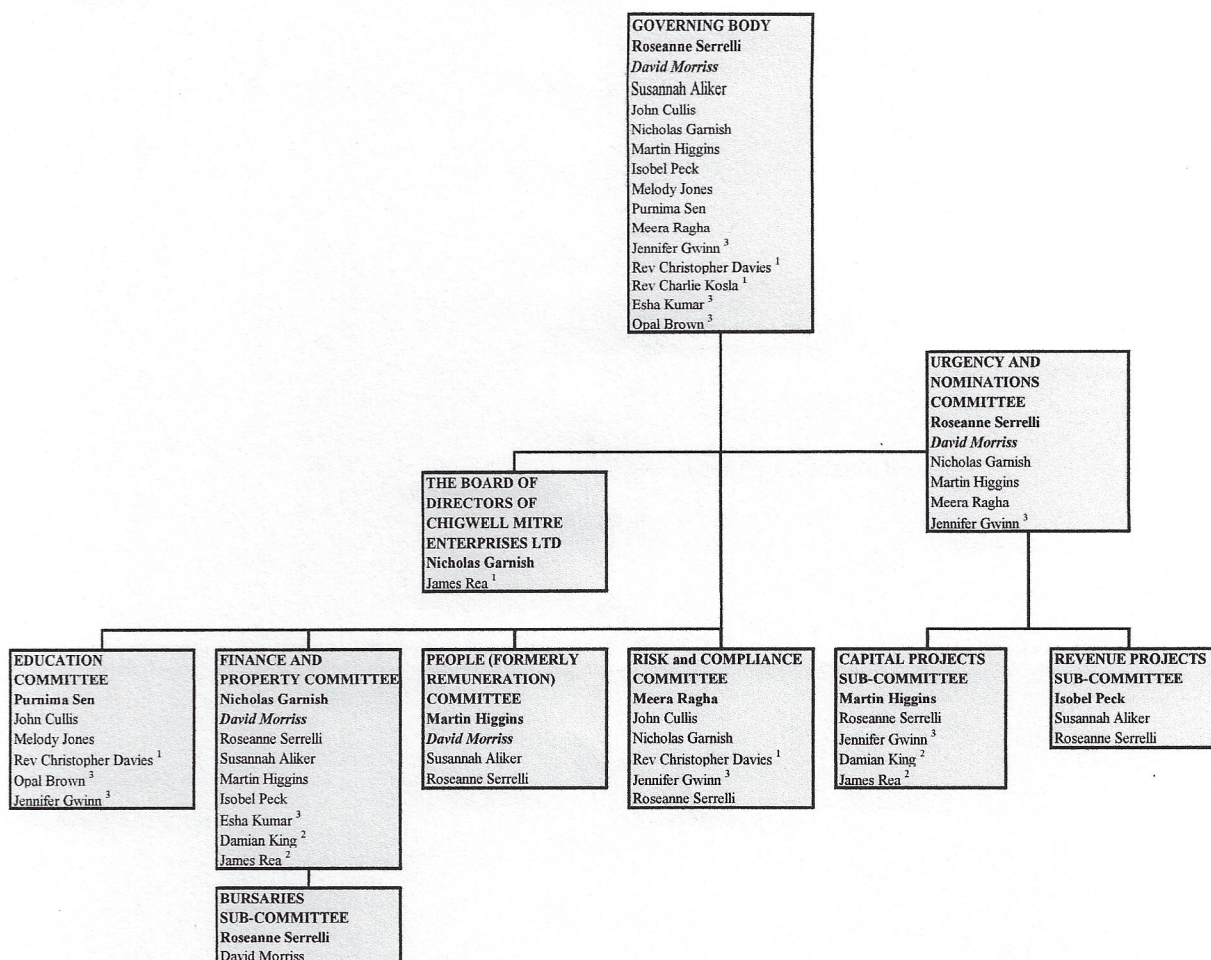 GOVERNING BODY
Roseanne Serrelli
David Morriss
Susannah Aliker
John Cullis
Nicholas Garnish
Martin Higgins
Isobel Peck
Melody Jones
Purnima Sen
Meera Ragha
Jennifer Gwinn 3
Rev Christopher Davies 1
Rev Charlie Kosla 1
Esha Kumar 3
Opal Brown 3
URGENCY AND
NOMINATIONS
COMMITTEE
Roseanne Serrelli
David Morriss
Nicholas Garnish
Martin Higgins
Meera Ragha
Jennifer Gwinn 3
THE BOARD OF
DIRECTORS OF
CHIGWELL MITRE
ENTERPRISES LTD
Nicholas Garnish
James Rea 1
EDUCATION
COMMITTEE
Purnima Sen
John Cullis
Melody Jones
Rev Christopher Davies 1
Opal Brown 3
Jennifer Gwinn 3
FINANCE AND
PROPERTY COMMITTEE
Nicholas Garnish
David Morriss
Roseanne Serrelli
Susannah Aliker
Martin Higgins
Isobel Peck
Esha Kumar 3
Damian King 2
James Rea 2
PEOPLE (FORMERLY
REMUNERATION)
COMMITTEE
Martin Higgins
David Morriss
Susannah Aliker
Roseanne Serrelli
RISK and COMPLIANCE
COMMITTEE
Meera Ragha
John Cullis
Nicholas Garnish
Rev Christopher Davies 1
Jennifer Gwinn 3
Roseanne Serrelli
CAPITAL PROJECTS
SUB-COMMITTEE
Martin Higgins
Roseanne Serrelli
Jennifer Gwinn 3
Damian King 2
James Rea 2
REVENUE PROJECTS
SUB-COMMITTEE
Isobel Peck
Susannah Aliker
Roseanne Serrelli
BURSARIES
SUB-COMMITTEE
Roseanne Serrelli
David Morriss